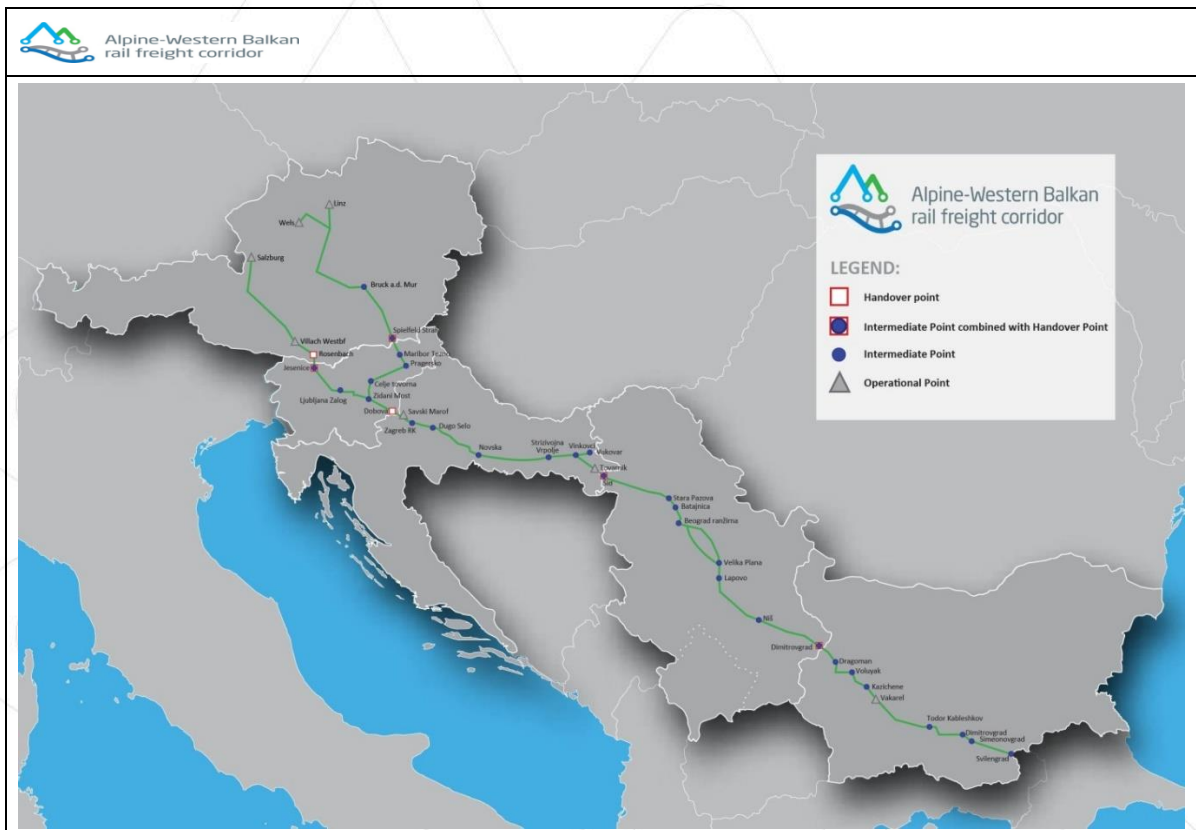 Alpine-Western Balkan
rail freight corridor
Alpine-Western Balkan
rail freight corridor
LEGEND:
Handover point
Intermediate Point combined with Handover Point
Intermediate Point
Operational Point
Linz
Wels
Salzburg
Bruck a.d. Mur
Spielfeld Straß
Villach Westbf
Rosenbach
Maribor Tezno
Jesenice
Pragersko
Celje tovorna
Ljubljana Zalog
Zidani Most
Dobova
Savski Marof
Zagreb RK
Dugo Selo
Novska
Strizivojna
Vrpolje
Vinkovci
Vukovar
Tovarnik
Šid
Stara Pazova
Batajnica
Beograd ranžirna
Velika Plana
Lapovo
Niš
Dimitrovgrad
Dragoman
Voluyak
Kazichene
Vakarel
Todor Kableshkov
Dimitrovgrad
Simeonovgrad
Svilengrad